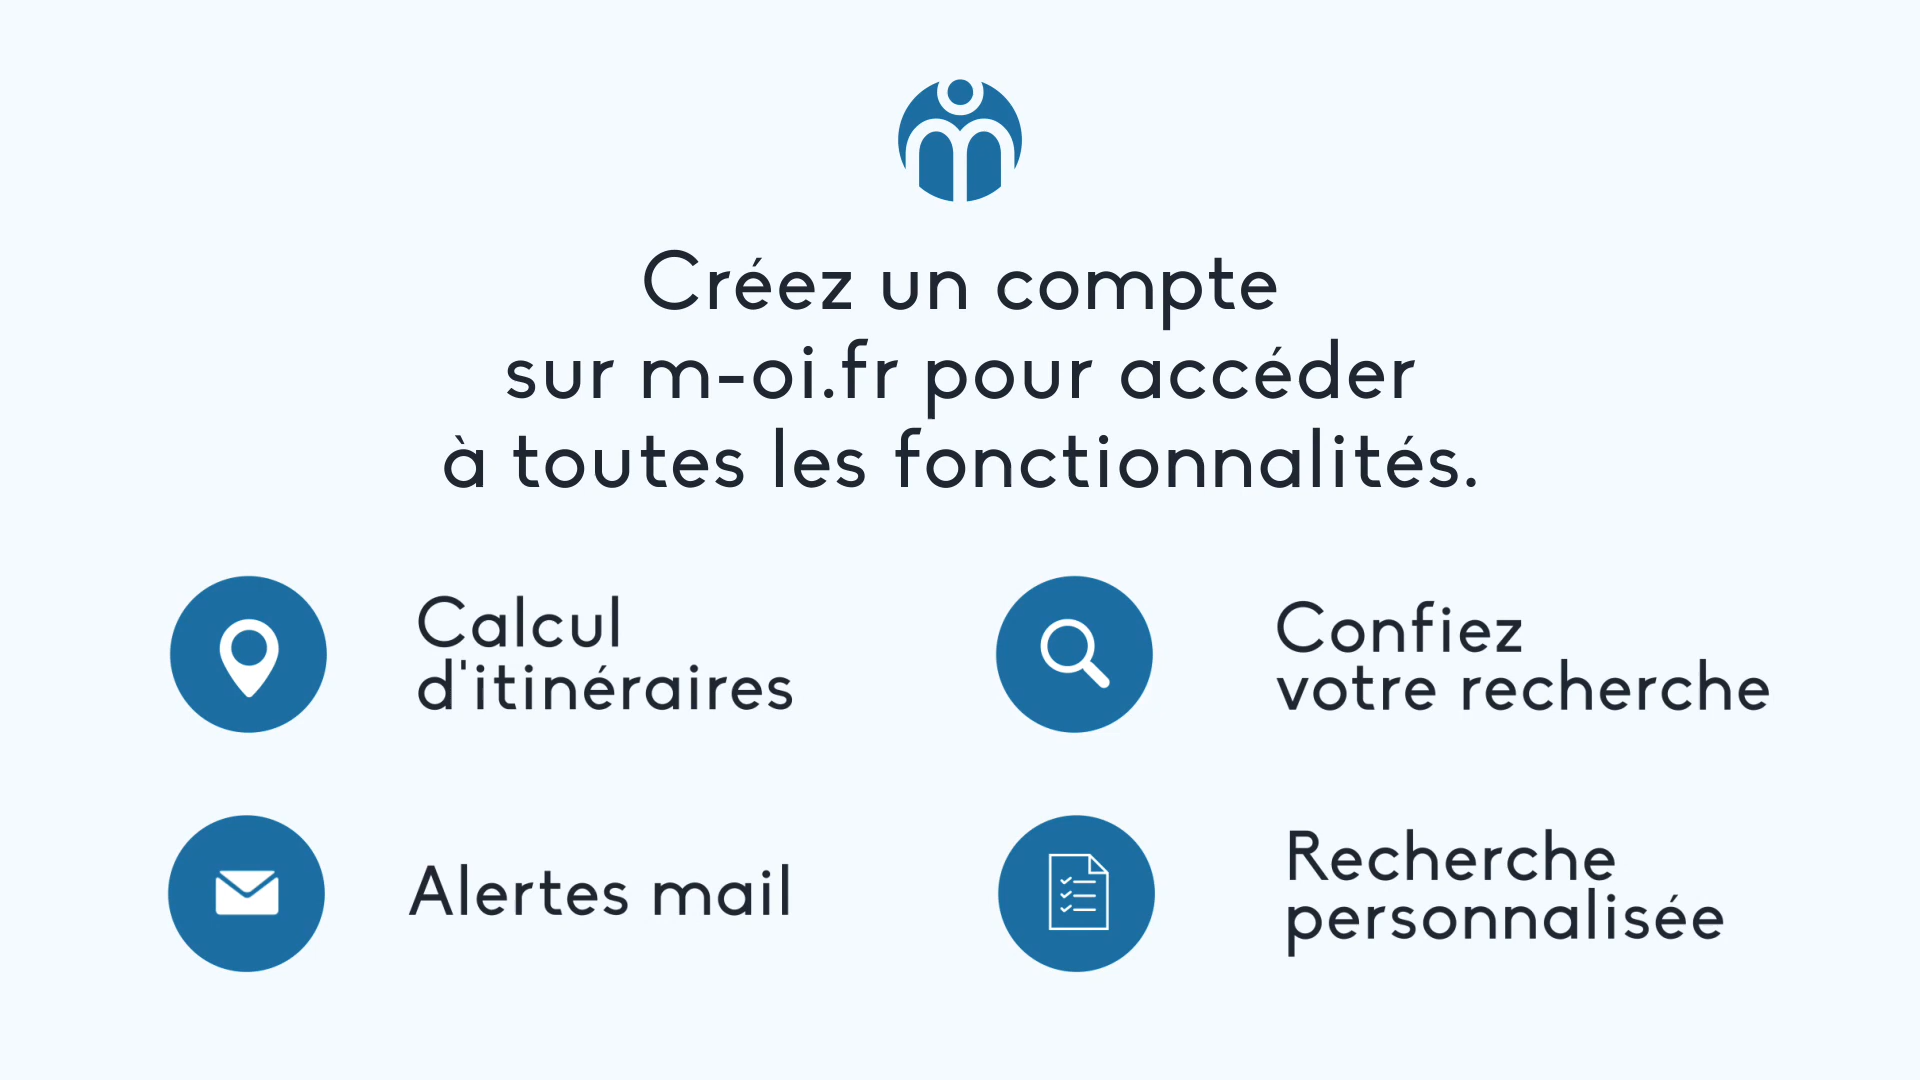 Créez un compte
sur m-oi.fr pour accéder
à toutes les fonctionnalités.
Calcul
d'itinéraires
Confiez
votre recherche
Alertes mail
Recherche
personnalisée